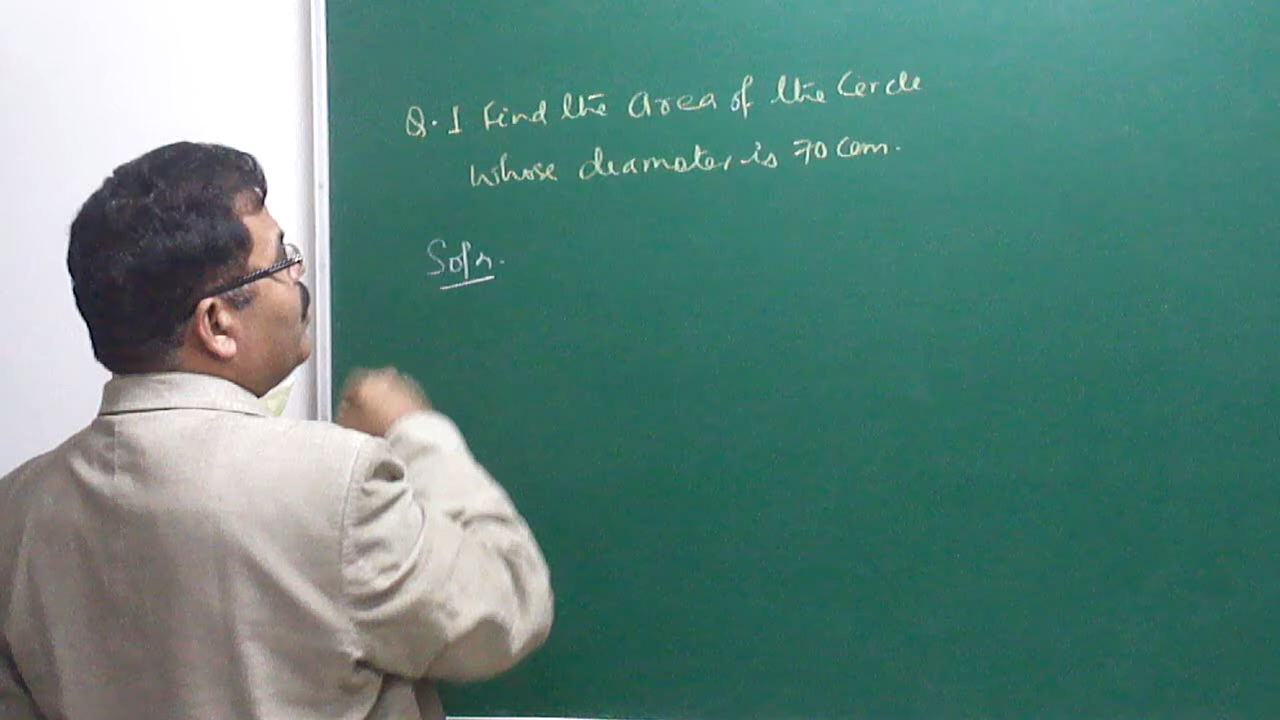 Q.1 Find the Area of the Circle
Whose diameter is 70 cm.
Soln.